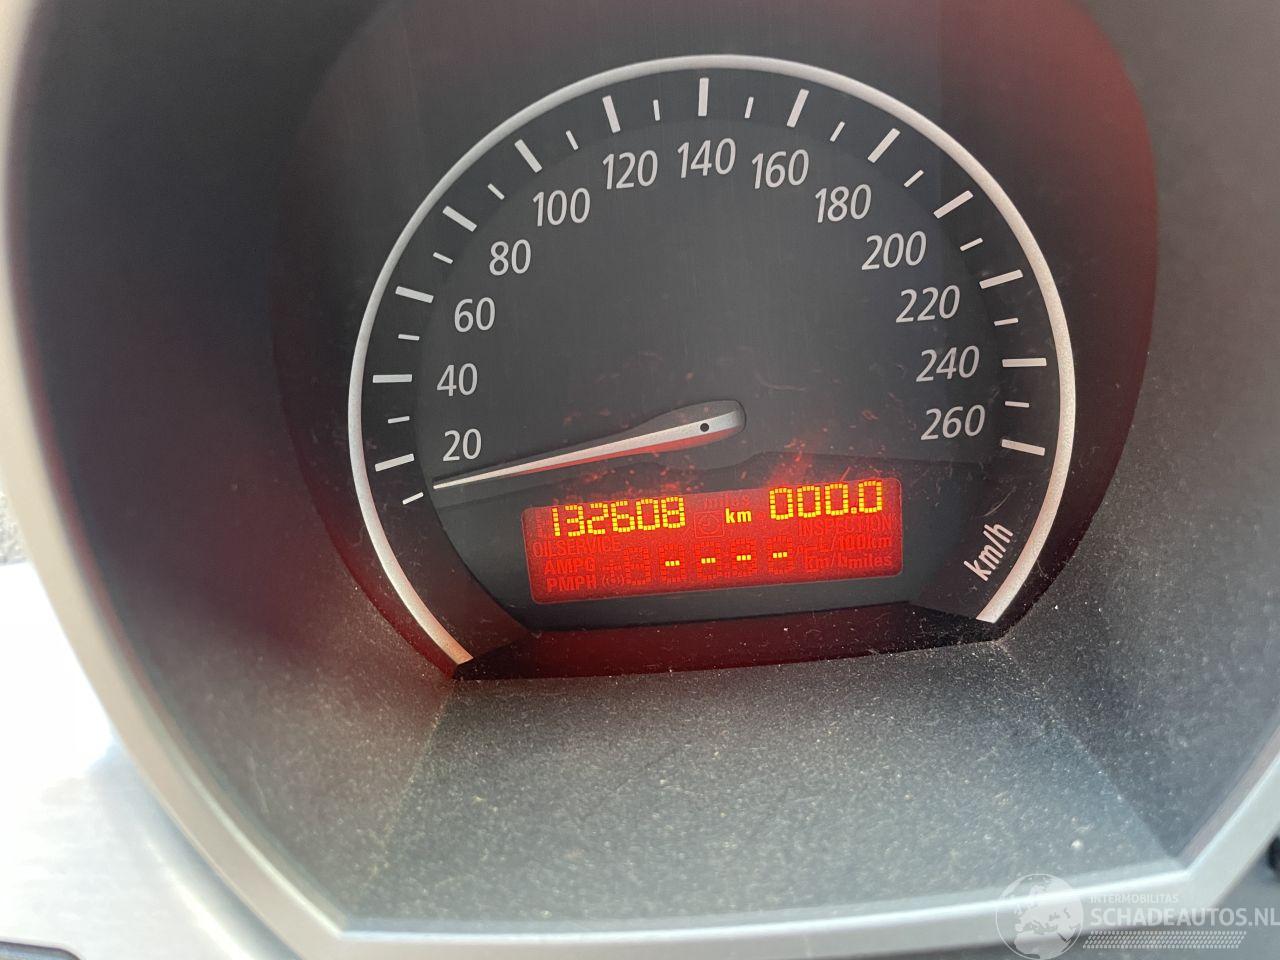 20
40
60
80
100
120
140
160
180
200
220
240
260
km/h
132608 km 000.0
miles
OILSERVICE INSPECTION
AMPG L/100km
PMPH km/h miles
INTERMOBILITAS
SCHADEAUTOS.NL